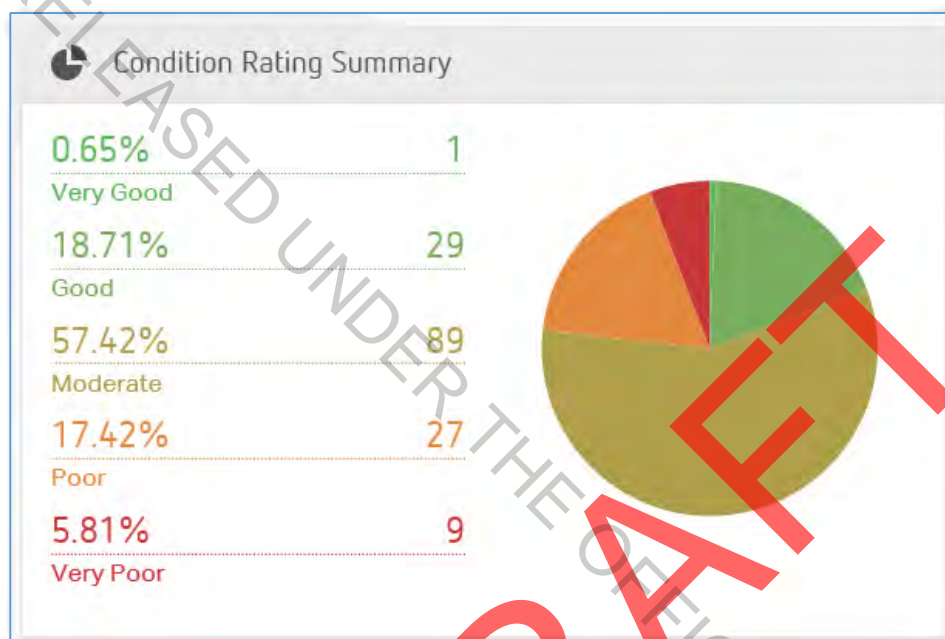 Condition Rating Summary
0.65% 1
Very Good
18.71% 29
Good
57.42% 89
Moderate
17.42% 27
Poor
5.81% 9
Very Poor
RELEASED UNDER THE
DRAFT